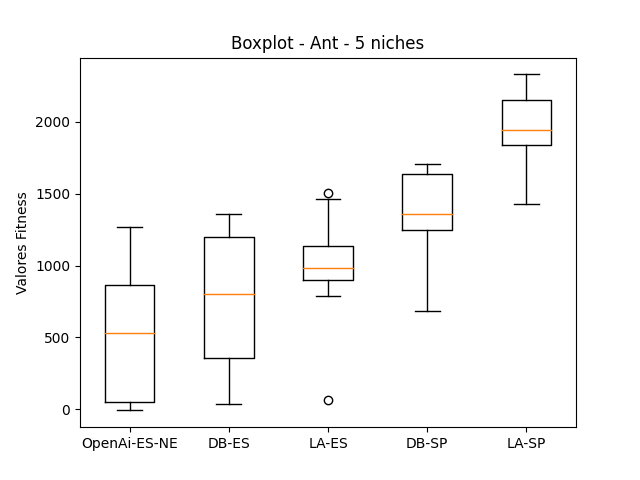 Boxplot - Ant - 5 niches
Valores Fitness
2000
1500
1000
500
0
OpenAi-ES-NE DB-ES LA-ES DB-SP LA-SP